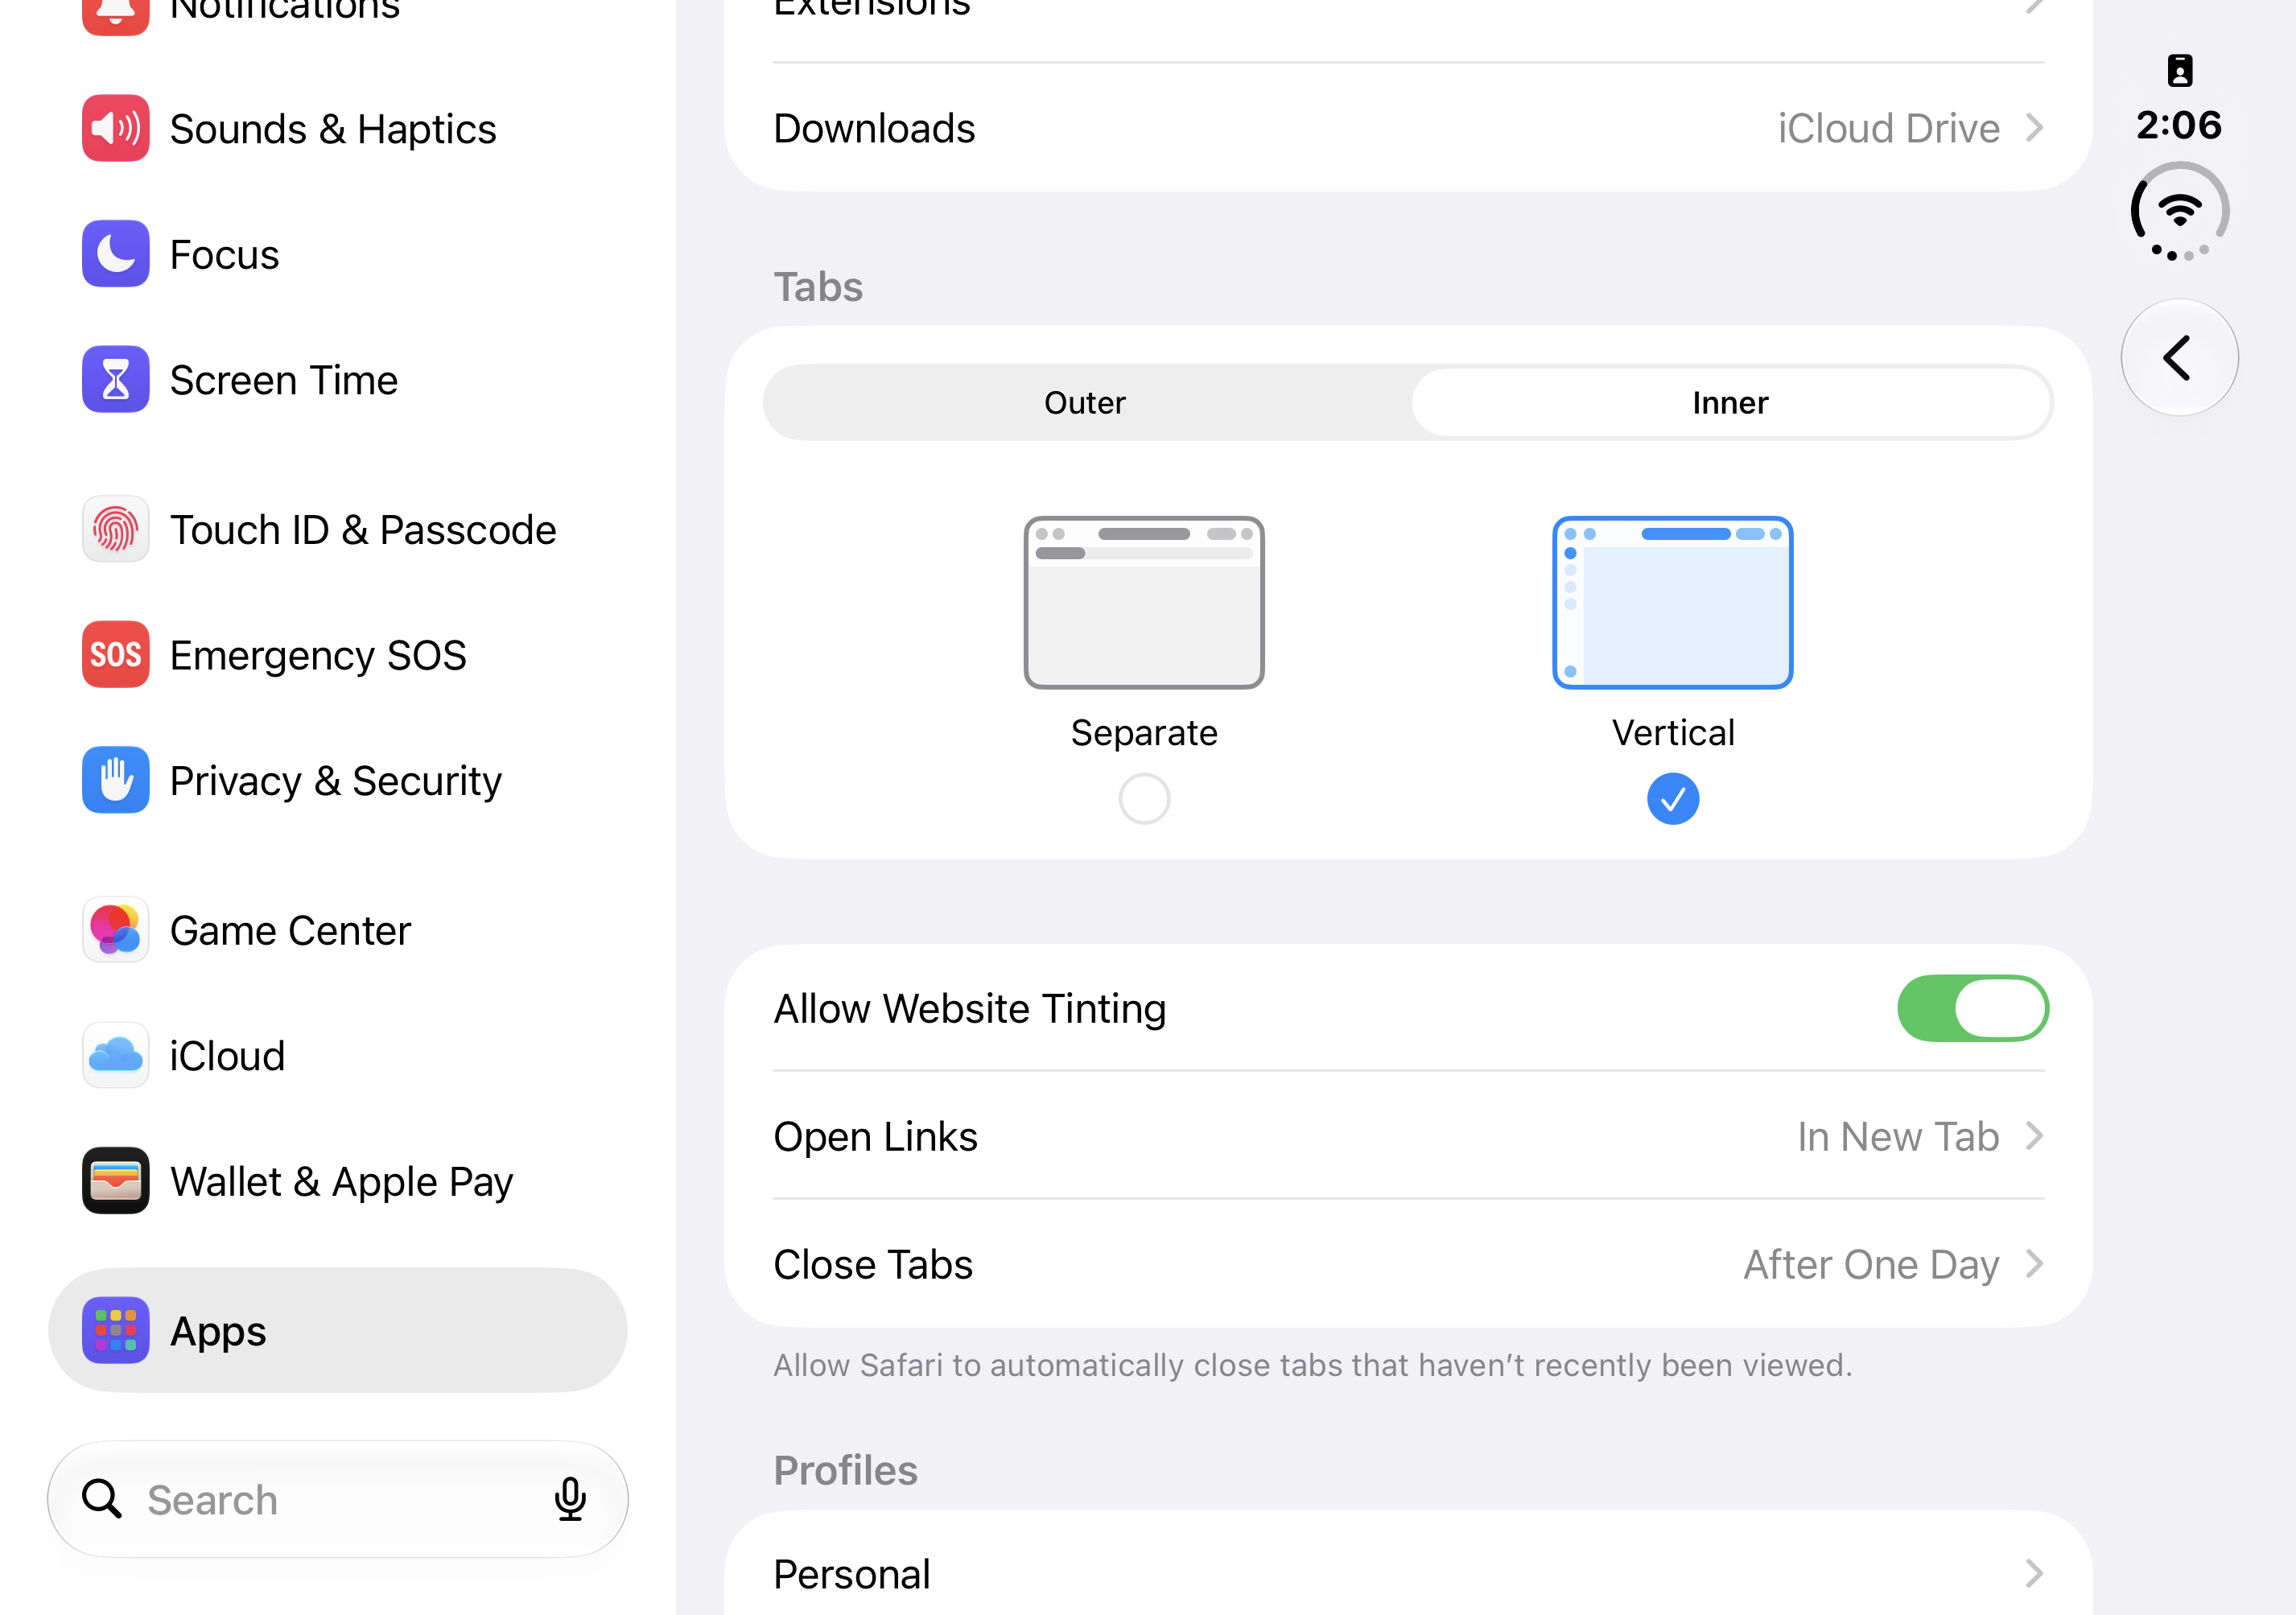 Notifications
Sounds & Haptics
Focus
Screen Time
Touch ID & Passcode
SOS
Emergency SOS
Privacy & Security
Game Center
iCloud
Wallet & Apple Pay
Apps
Search
Extensions
Downloads
iCloud Drive
Tabs
Outer
Inner
Separate
Vertical
Allow Website Tinting
Open Links
In New Tab
Close Tabs
After One Day
Allow Safari to automatically close tabs that haven’t recently been viewed.
Profiles
Personal
2:06